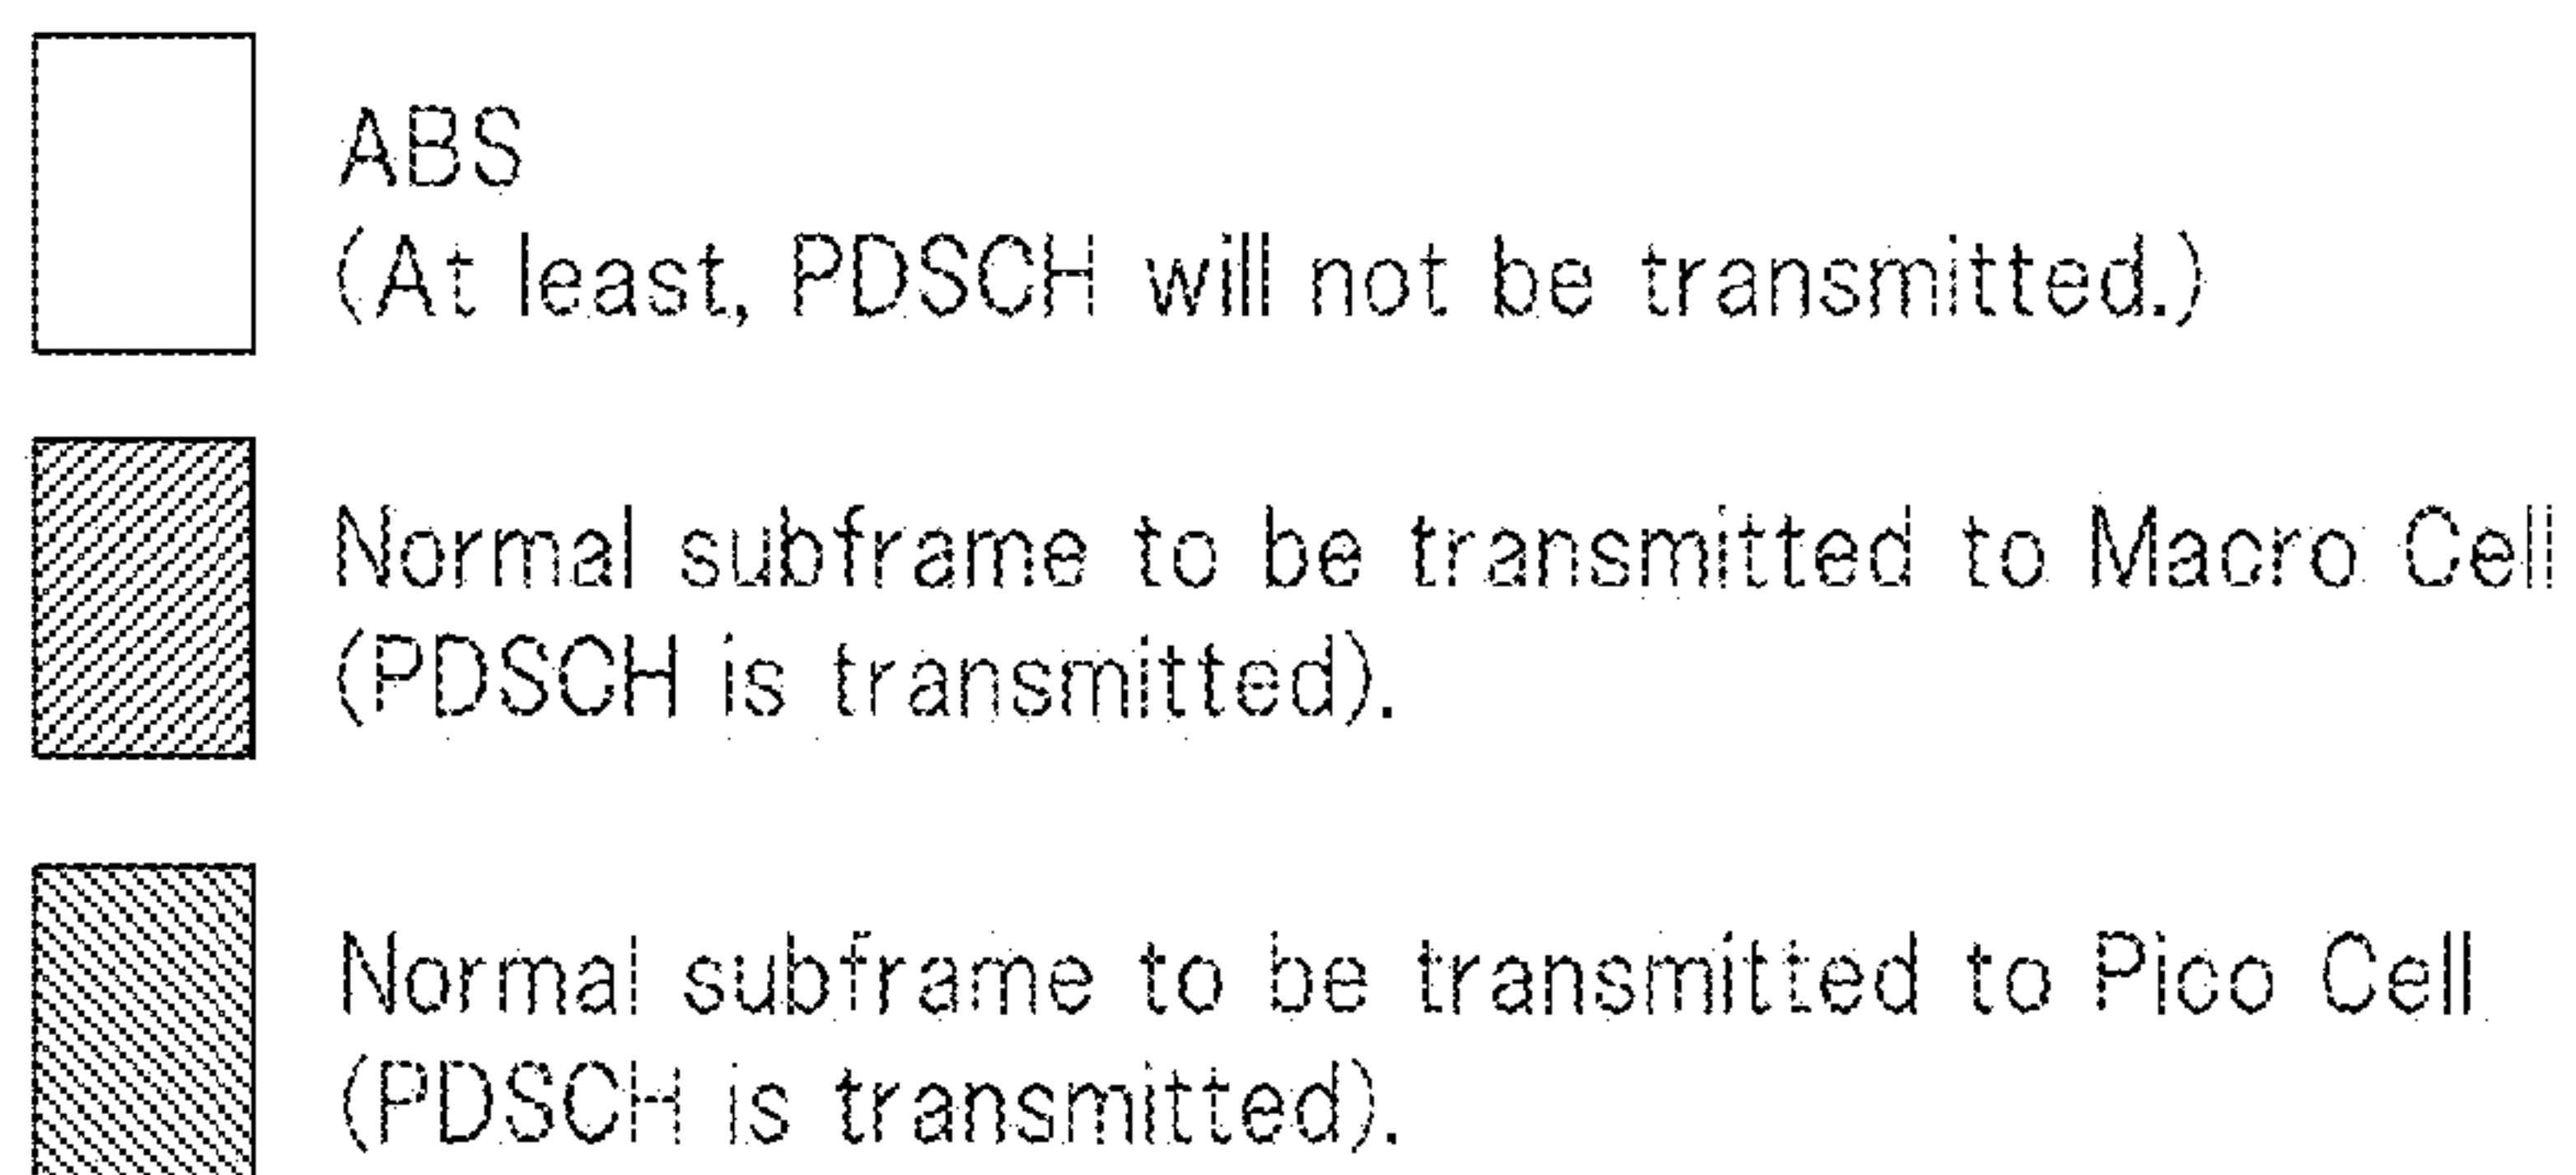 ABS
(At least, PDSCH will not be transmitted.)
Normal subframe to be transmitted to Macro Cell
(PDSCH is transmitted).
Normal subframe to be transmitted to Pico Cell
(PDSCH is transmitted).